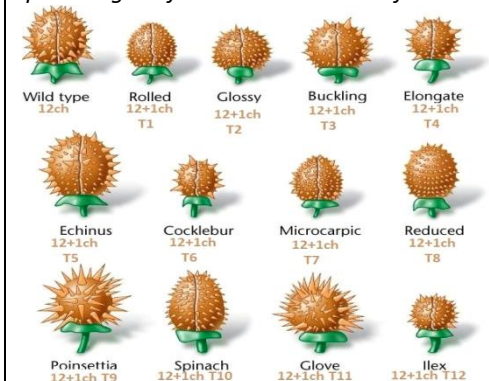 Wild type Rolled Glossy Buckling Elongate
12ch 12+1ch 12+1ch 12+1ch 12+1ch
T1 T2 T3 T4
Echinus Cocklebur Microcarpic Reduced
12+1ch 12+1ch 12+1ch 12+1ch
T5 T6 T7 T8
Poinsettia Spinach Glove Ilex
12+1ch T9 12+1ch T10 12+1ch T11 12+1ch T12